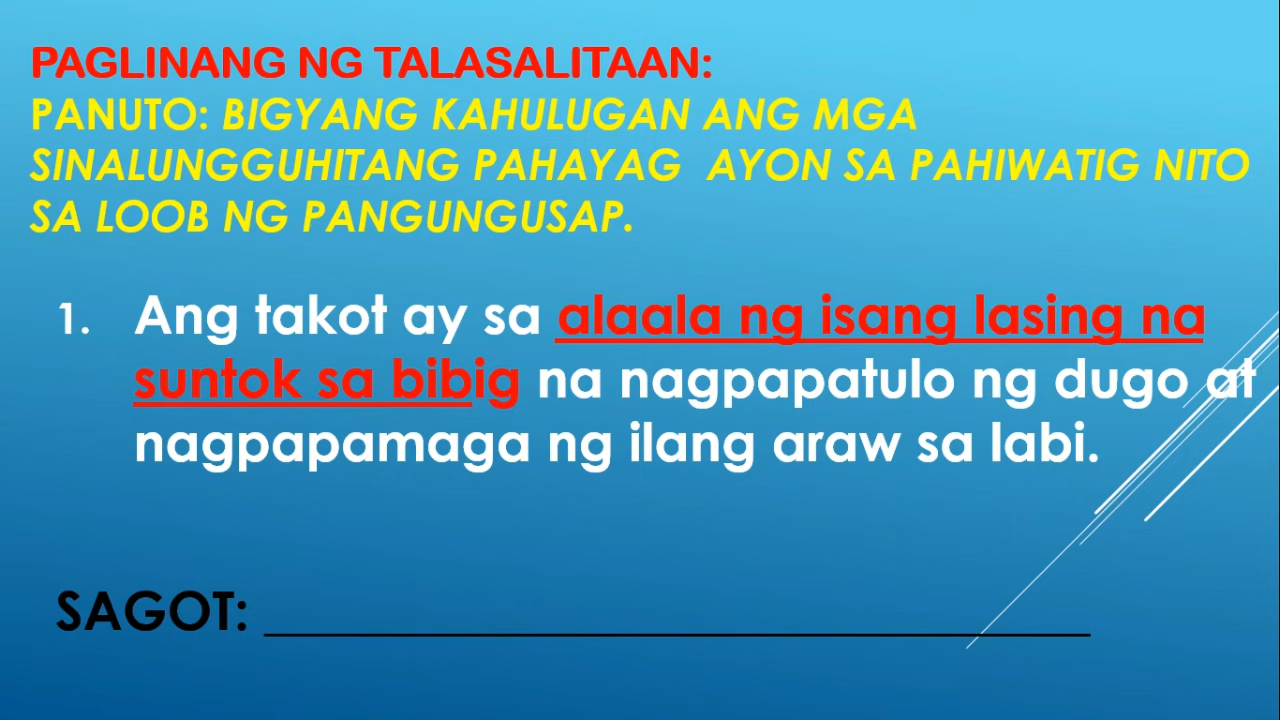 PAGLINANG NG TALASALITAAN:
PANUTO: BIGYANG KAHULUGAN ANG MGA
SINALUNGGUHITANG PAHAYAG AYON SA PAHIWATIG NITO
SA LOOB NG PANGUNGUSAP.
1. Ang takot ay sa alaala ng isang lasing na
suntok sa bibig na nagpapatulo ng dugo at
nagpapamaga ng ilang araw sa labi.
SAGOT: ______________________________